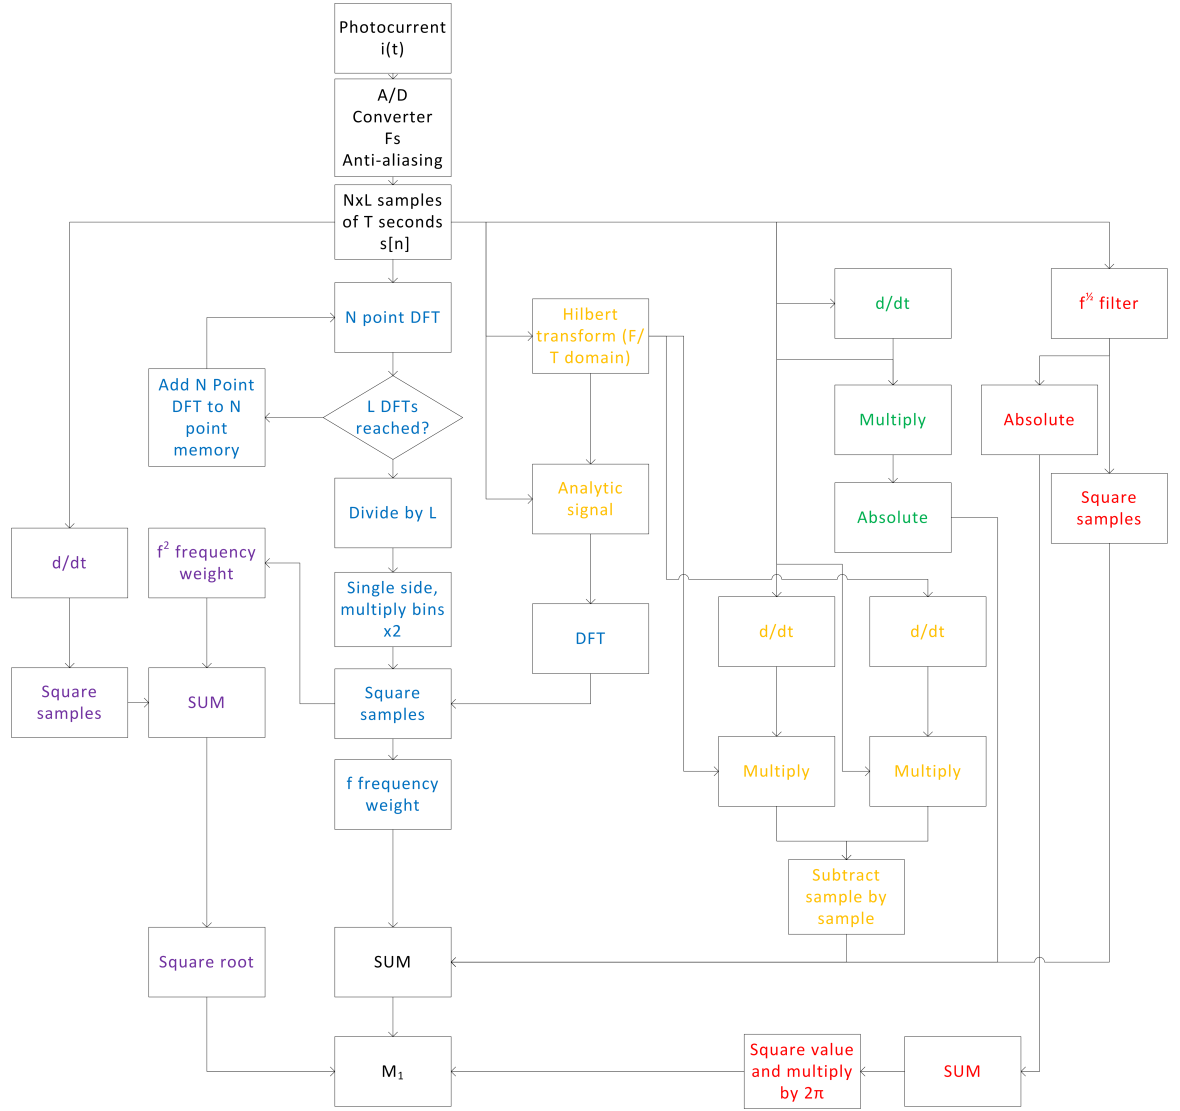 Photocurrent
i(t)
A/D
Converter
Fs
Anti-aliasing
NxL samples
of T seconds
s[n]
N point DFT
Add N Point
DFT to N
point
memory
L DFTs
reached?
Divide by L
Single side,
multiply bins
x2
Square
samples
f frequency
weight
SUM
M₁
d/dt
Square
samples
f² frequency
weight
SUM
Square root
Hilbert
transform (F/
T domain)
Analytic
signal
DFT
d/dt
Multiply
Absolute
d/dt
d/dt
Multiply
Multiply
Subtract
sample by
sample
f^½ filter
Absolute
Square
samples
SUM
Square value
and multiply
by 2π